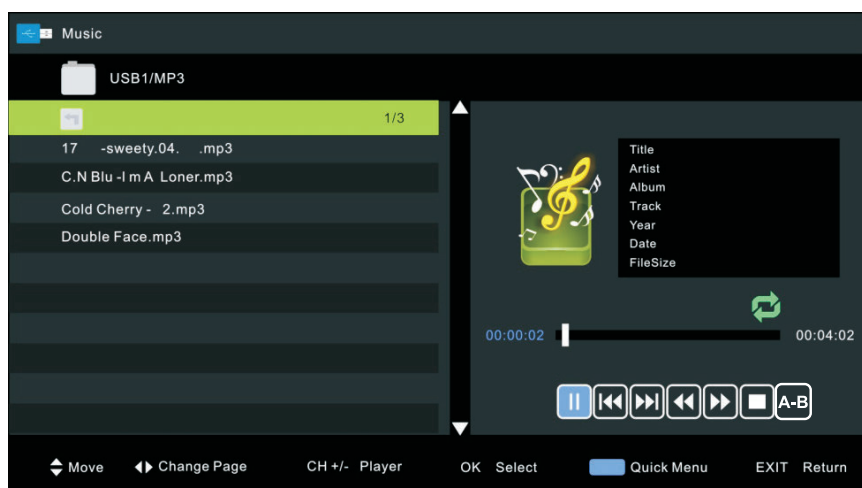 Music
USB1/MP3
1/3
17 -sweety.04. .mp3
C.N Blu -I m A Loner.mp3
Cold Cherry - 2.mp3
Double Face.mp3
Title
Artist
Album
Track
Year
Date
FileSize
00:00:02 00:04:02
A-B
Move Change Page CH +/- Player OK Select Quick Menu EXIT Return